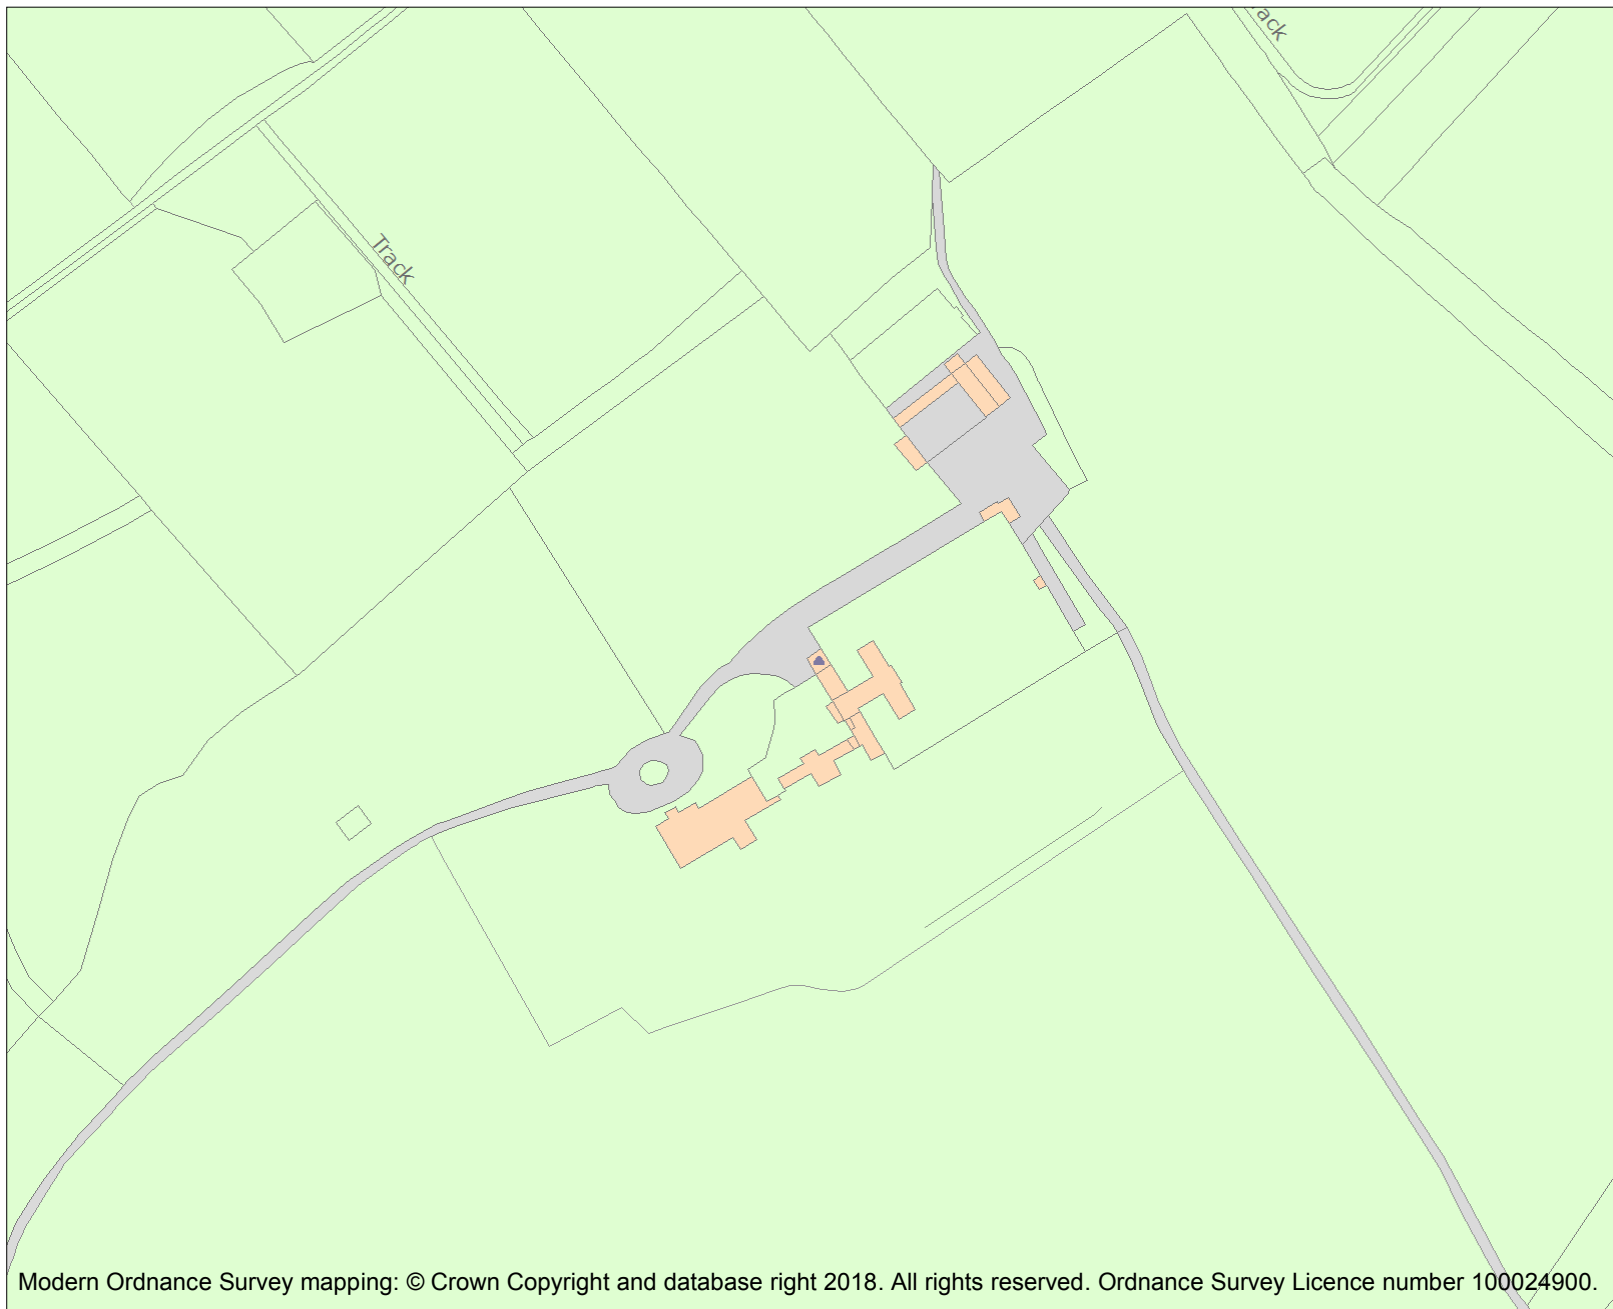 Track
Modern Ordnance Survey mapping: © Crown Copyright and database right 2018. All rights reserved. Ordnance Survey Licence number 100024900.